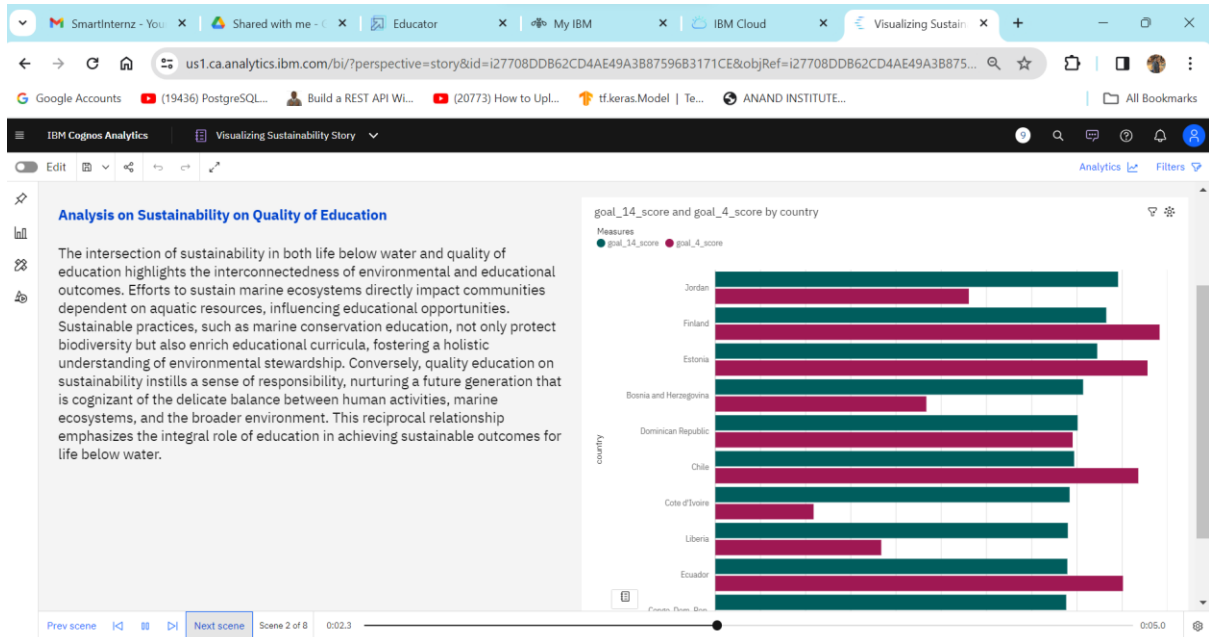 SmartInternz - You
Shared with me - (
Educator
My IBM
IBM Cloud
Visualizing Sustain
us1.ca.analytics.ibm.com/bi/?perspective=story&id=i27708DDB62CD4AE49A3B87596B3171CE&objRef=i27708DDB62CD4AE49A3B875...
Google Accounts
(19436) PostgreSQL...
Build a REST API Wi...
(20773) How to Upl...
tf.keras.Model | Te...
ANAND INSTITUTE...
All Bookmarks
IBM Cognos Analytics
Visualizing Sustainability Story
9
Edit
Analytics
Filters
Analysis on Sustainability on Quality of Education
The intersection of sustainability in both life below water and quality of
education highlights the interconnectedness of environmental and educational
outcomes. Efforts to sustain marine ecosystems directly impact communities
dependent on aquatic resources, influencing educational opportunities.
Sustainable practices, such as marine conservation education, not only protect
biodiversity but also enrich educational curricula, fostering a holistic
understanding of environmental stewardship. Conversely, quality education on
sustainability instills a sense of responsibility, nurturing a future generation that
is cognizant of the delicate balance between human activities, marine
ecosystems, and the broader environment. This reciprocal relationship
emphasizes the integral role of education in achieving sustainable outcomes for
life below water.
goal_14_score and goal_4_score by country
Measures
goal_14_score goal_4_score
country
Jordan
Finland
Estonia
Bosnia and Herzegovina
Dominican Republic
Chile
Cote d'Ivoire
Liberia
Ecuador
Congo, Dem. Rep.
Prev scene
Next scene
Scene 2 of 8
0:02.3
0:05.0